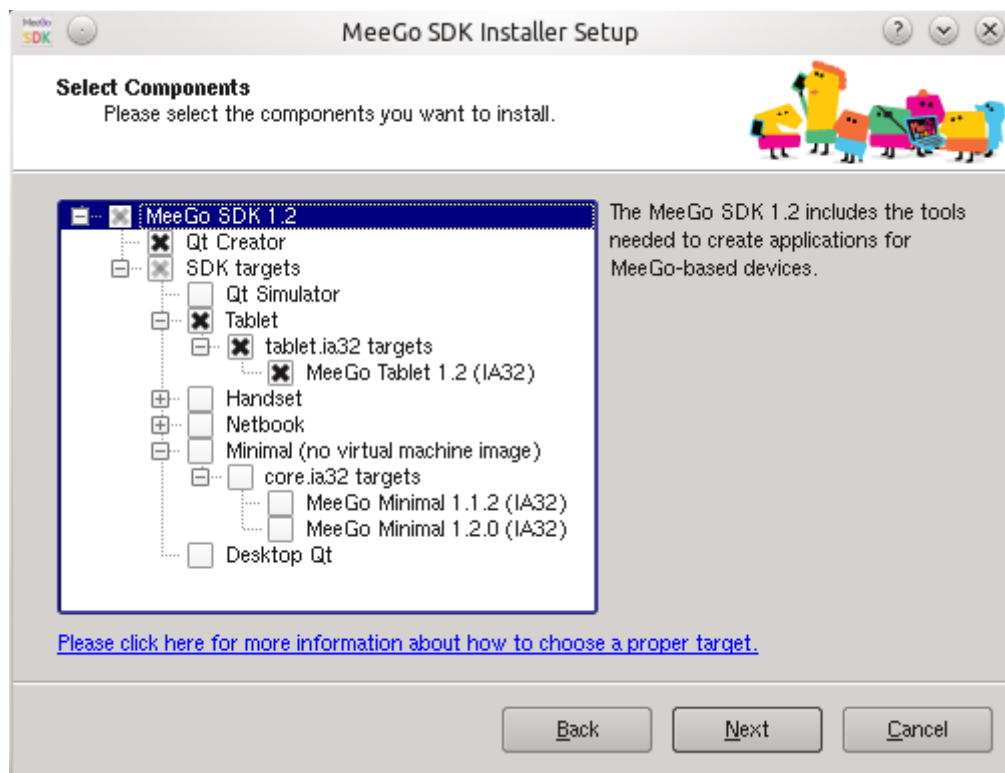 MeeGo
SDK
MeeGo SDK Installer Setup
Select Components
Please select the components you want to install.
MeeGo SDK 1.2
Qt Creator
SDK targets
Qt Simulator
Tablet
tablet.ia32 targets
MeeGo Tablet 1.2 (IA32)
Handset
Netbook
Minimal (no virtual machine image)
core.ia32 targets
MeeGo Minimal 1.1.2 (IA32)
MeeGo Minimal 1.2.0 (IA32)
Desktop Qt
The MeeGo SDK 1.2 includes the tools
needed to create applications for
MeeGo-based devices.
Please click here for more information about how to choose a proper target.
Back
Next
Cancel